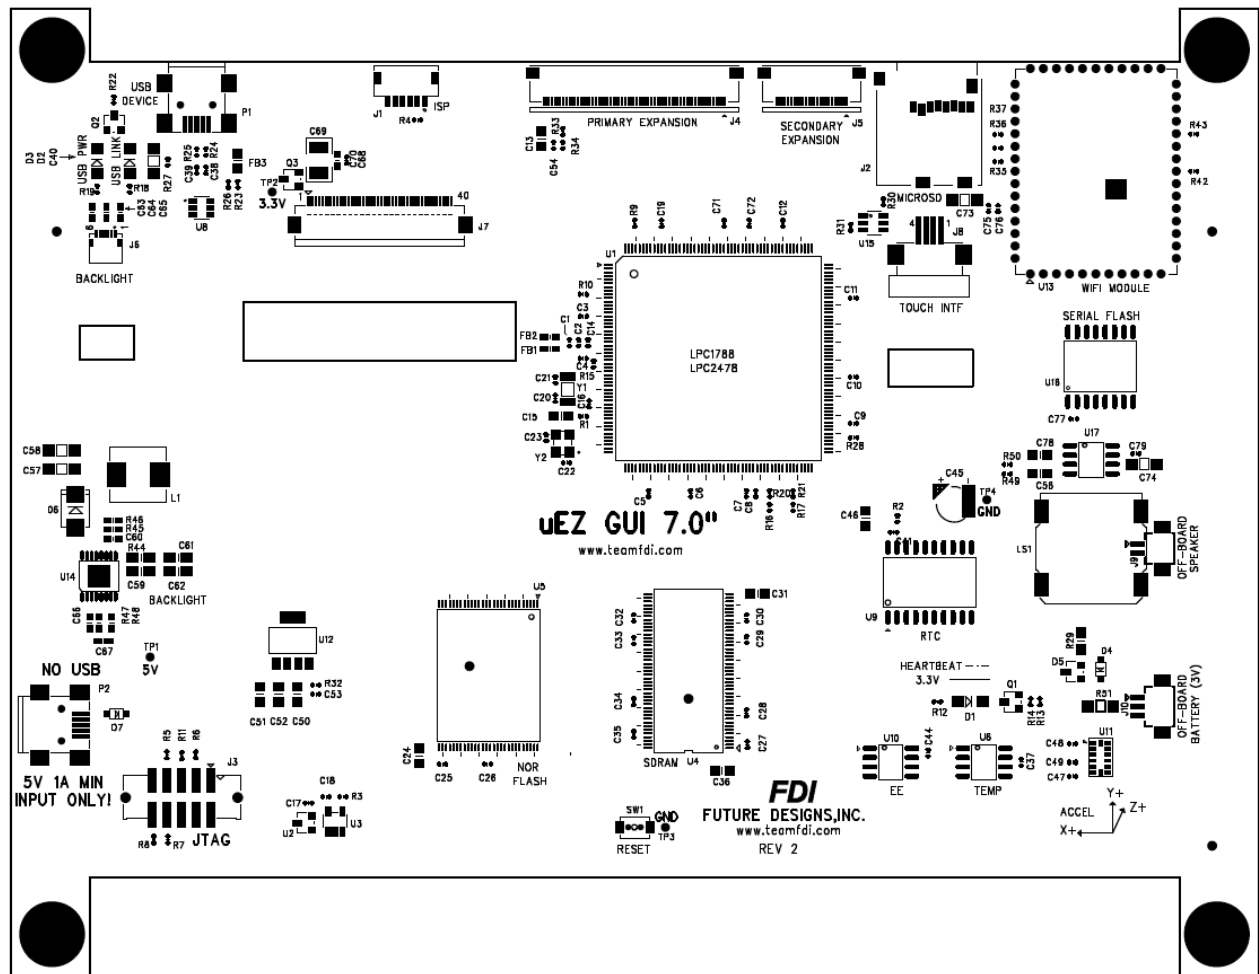 R22
USB
DEVICE
Q2
P1
J1
ISP
R4
PRIMARY EXPANSION
J4
SECONDARY
EXPANSION
J5
J2
MICROSD
R37
R36
R35
R43
R42
D3
D2
C40
USB PWR
USB LINK
R25
R24
C39
C38
R27
FB3
R19
R18
R26
R23
Q3
TP2
3.3V
C69
C70
C68
C13
R33
R34
C54
C63
C64
C65
U8
6
1
J6
BACKLIGHT
40
J7
R9
C19
C71
C72
C12
U1
R31
R30
U15
C73
C75
C76
4
1
J8
TOUCH INTF
U13
WIFI MODULE
R10
C3
C1
C2
C14
FB2
FB1
C4
R15
C21
Y1
C20
C16
C15
R1
C23
Y2
C22
LPC1788
LPC2478
C11
C10
C9
R28
SERIAL FLASH
U18
C77
U17
C78
C79
R50
R49
C56
C74
C58
C57
L1
D6
R46
R45
C60
R44
C61
U14
C59
C62
BACKLIGHT
C66
R47
R48
C67
C5
C6
C7
C8
R20
R21
R16
R17
uEZ GUI 7.0"
www.teamfdi.com
C45
TP4
GND
C46
R2
C41
U9
RTC
LS1
J9
OFF-BOARD
SPEAKER
TP1
5V
U12
R32
C53
C51
C52
C50
U5
NOR
FLASH
C24
C25
C26
C31
C32
C33
C34
C35
C30
C29
C28
C27
SDRAM
U4
C36
HEARTBEAT
3.3V
R12
D1
Q1
R14
R13
R29
D5
D4
R51
J10
OFF-BOARD
BATTERY (3V)
NO USB
P2
D7
5V 1A MIN
INPUT ONLY!
R5
R11
R6
J3
R8
R7
JTAG
C18
C17
R3
U2
U3
U10
C44
EE
U6
C37
TEMP
C48
C49
C47
U11
ACCEL
Y+
Z+
X+
SW1
GND
TP3
RESET
FDI
FUTURE DESIGNS,INC.
www.teamfdi.com
REV 2